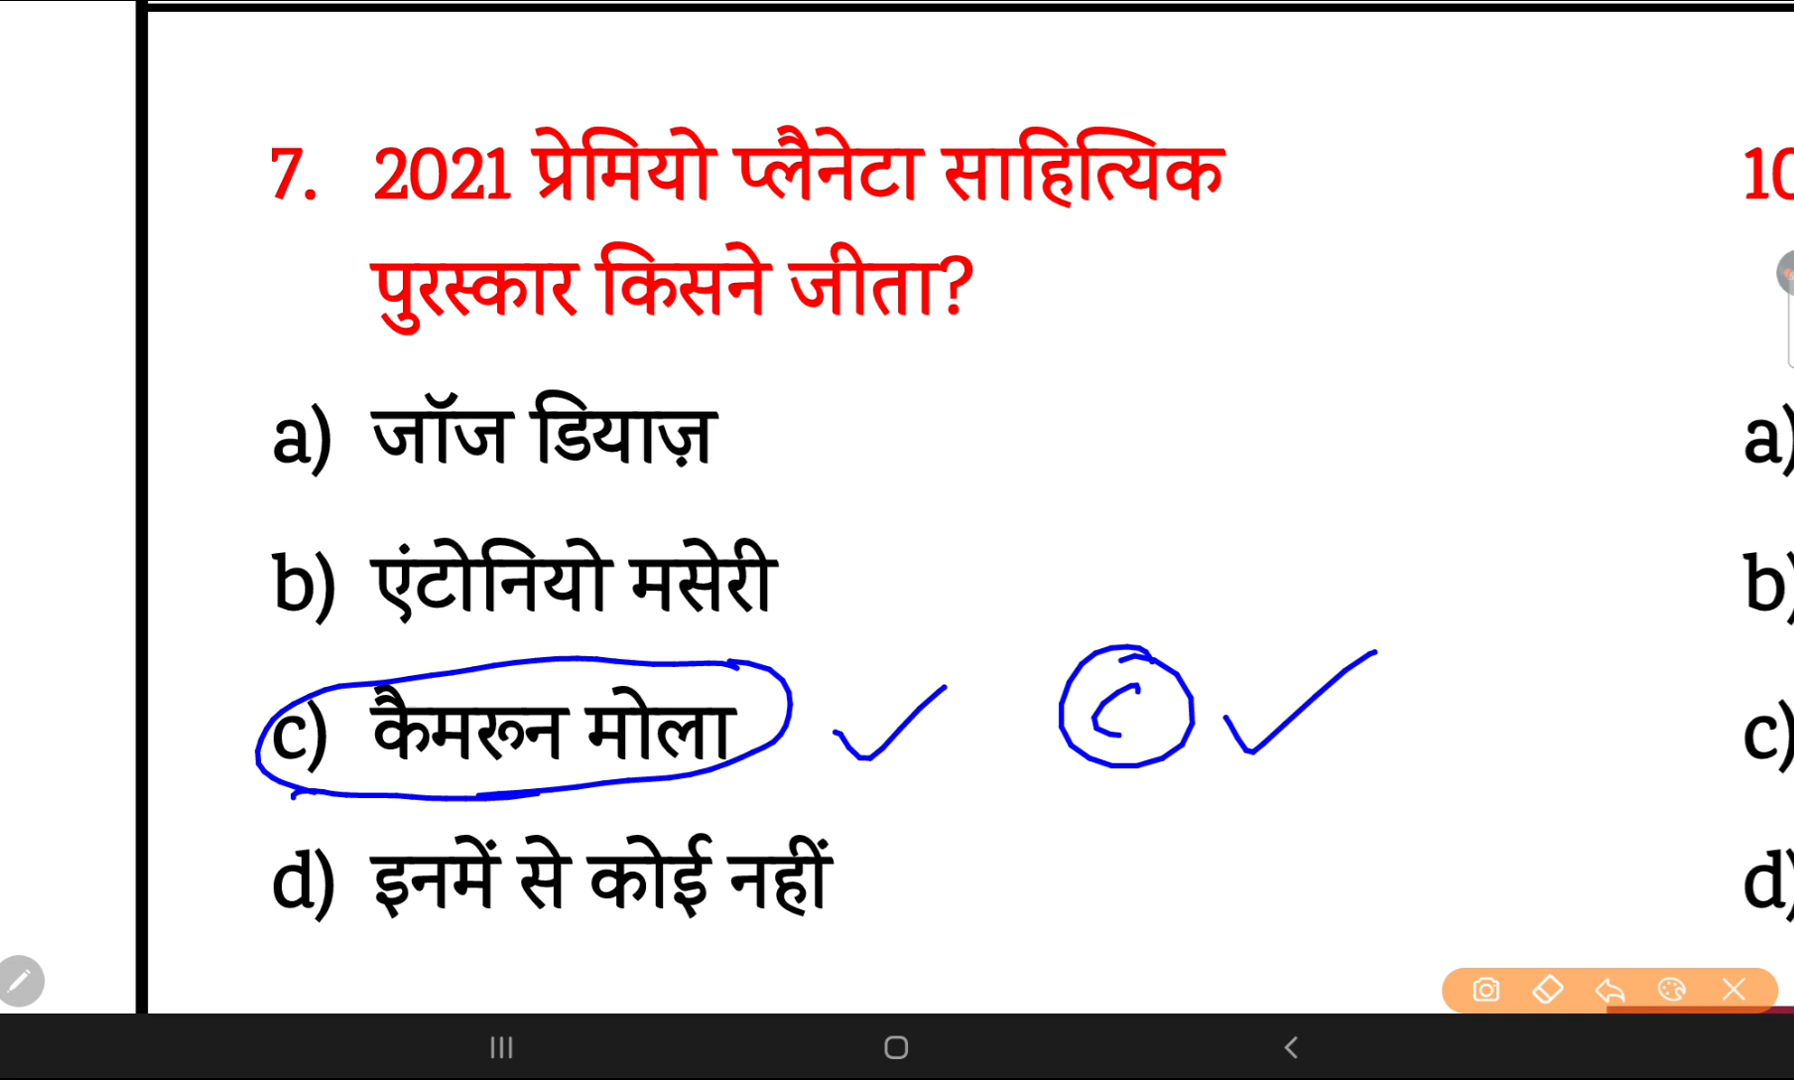 7. 2021 प्रेमियो प्लैनेटा साहित्यिक
पुरस्कार किसने जीता?
a) जॉज डियाज़
b) एंटोनियो मसेरी
c) कैमरून मोला
C
d) इनमें से कोई नहीं
10
a)
b)
c)
d)